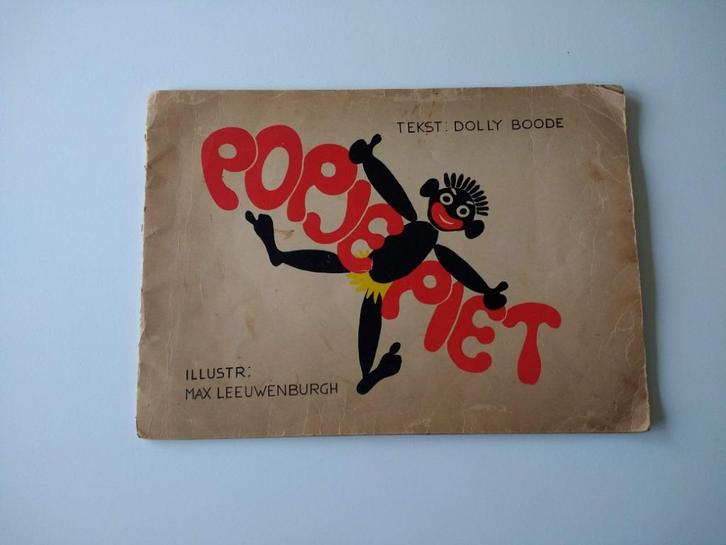 TEKST: DOLLY BOODE
POPJE
PIET
ILLUSTR:
MAX LEEUWENBURGH